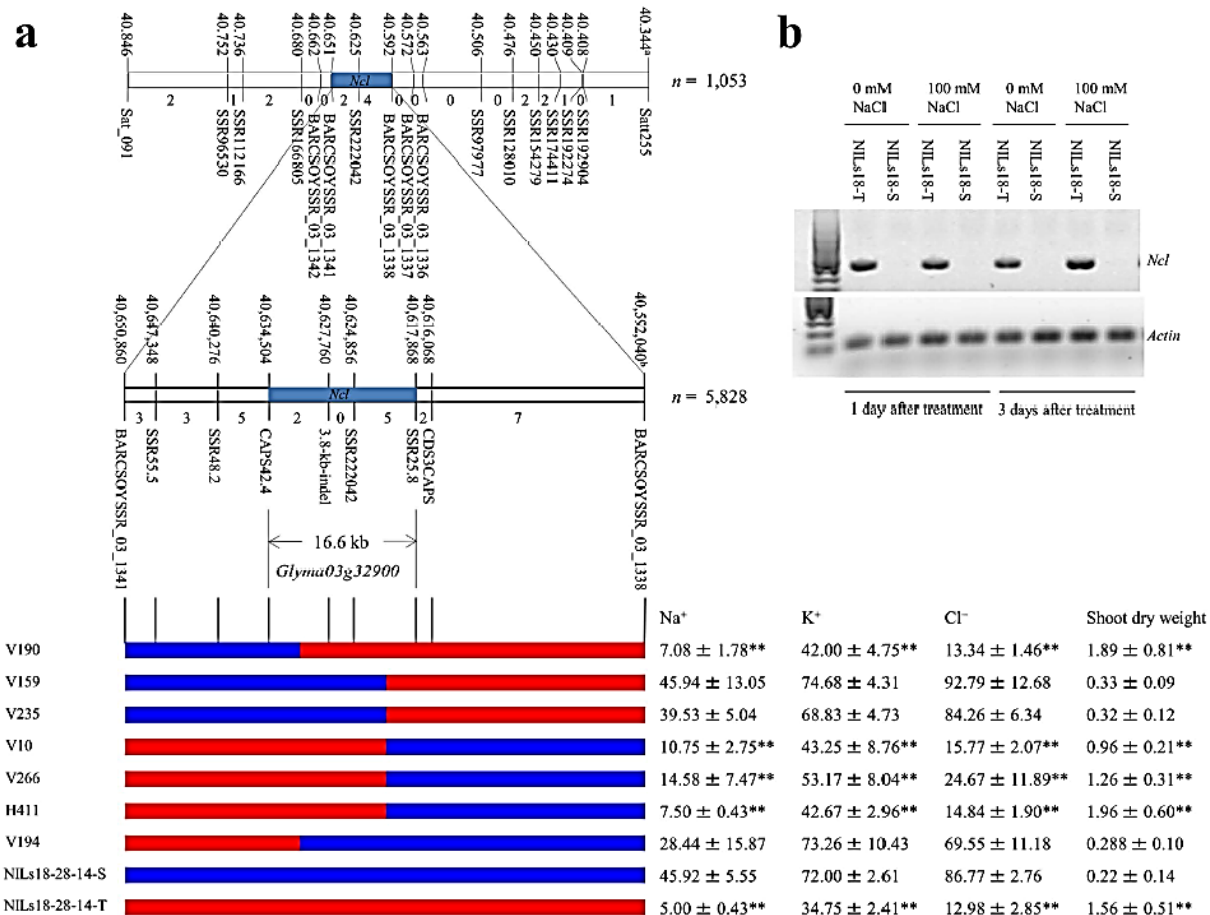 a
40.846
40.752
40.736
40.680
40.662
40.651
40.625
40.592
40.572
40.563
40.506
40.476
40.450
40.430
40.409
40.408
40.344ᵃ
Ncl
n = 1,053
2 1 2 0 0 2 4 0 0 0 0 2 2 1 0 1
Sat_091
SSR96530
SSR112166
SSR166805
BARCSOYSSR_03_1342
BARCSOYSSR_03_1341
SSR222042
BARCSOYSSR_03_1338
BARCSOYSSR_03_1337
BARCSOYSSR_03_1336
SSR97977
SSR128010
SSR154279
SSR174411
SSR192274
SSR192904
Satt255
40,650,860
40,647,348
40,640,276
40,634,504
40,627,760
40,624,856
40,617,868
40,616,068
40,592,040ᵇ
Ncl
n = 5,828
3 3 5 2 0 5 2 7
BARCSOYSSR_03_1341
SSR55.5
SSR48.2
CAPS42.4
3.8-kb-indel
SSR222042
SSR25.8
CDS3CAPS
BARCSOYSSR_03_1338
16.6 kb
Glyma03g32900
Na⁺ K⁺ Cl⁻ Shoot dry weight
V190 7.08 ± 1.78** 42.00 ± 4.75** 13.34 ± 1.46** 1.89 ± 0.81**
V159 45.94 ± 13.05 74.68 ± 4.31 92.79 ± 12.68 0.33 ± 0.09
V235 39.53 ± 5.04 68.83 ± 4.73 84.26 ± 6.34 0.32 ± 0.12
V10 10.75 ± 2.75** 43.25 ± 8.76** 15.77 ± 2.07** 0.96 ± 0.21**
V266 14.58 ± 7.47** 53.17 ± 8.04** 24.67 ± 11.89** 1.26 ± 0.31**
H411 7.50 ± 0.43** 42.67 ± 2.96** 14.84 ± 1.90** 1.96 ± 0.60**
V194 28.44 ± 15.87 73.26 ± 10.43 69.55 ± 11.18 0.288 ± 0.10
NILs18-28-14-S 45.92 ± 5.55 72.00 ± 2.61 86.77 ± 2.76 0.22 ± 0.14
NILs18-28-14-T 5.00 ± 0.43** 34.75 ± 2.41** 12.98 ± 2.85** 1.56 ± 0.51**
b
0 mM NaCl
100 mM NaCl
0 mM NaCl
100 mM NaCl
NILs18-T
NILs18-S
NILs18-T
NILs18-S
NILs18-T
NILs18-S
NILs18-T
NILs18-S
Ncl
Actin
1 day after treatment
3 days after treatment